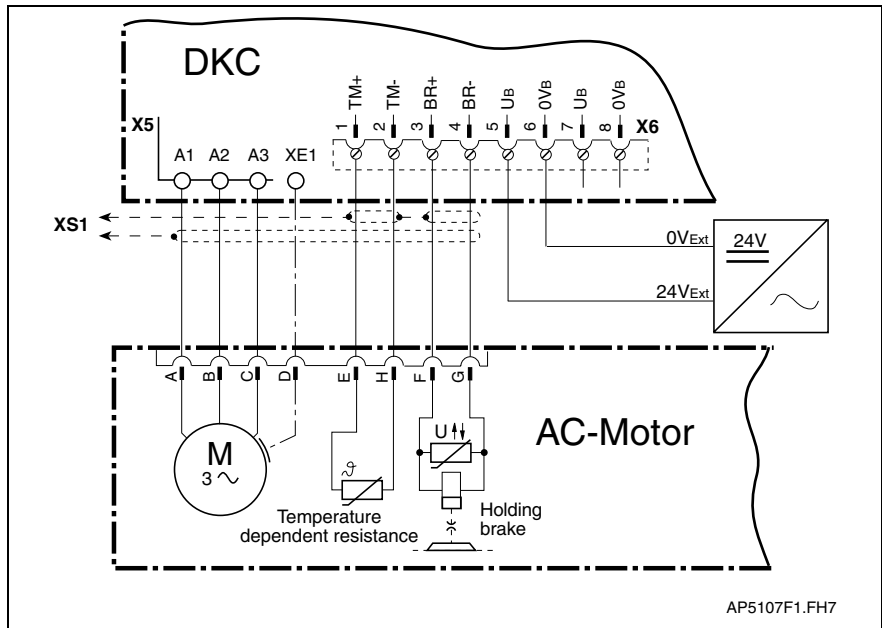 DKC
X5
A1 A2 A3 XE1
TM+ TM- BR+ BR- UB 0VB UB 0VB
1 2 3 4 5 6 7 8
X6
XS1
0VExt
24VExt
24V
A B C D E H F G
M
3
U
ϑ
AC-Motor
Temperature
dependent resistance
Holding
brake
AP5107F1.FH7